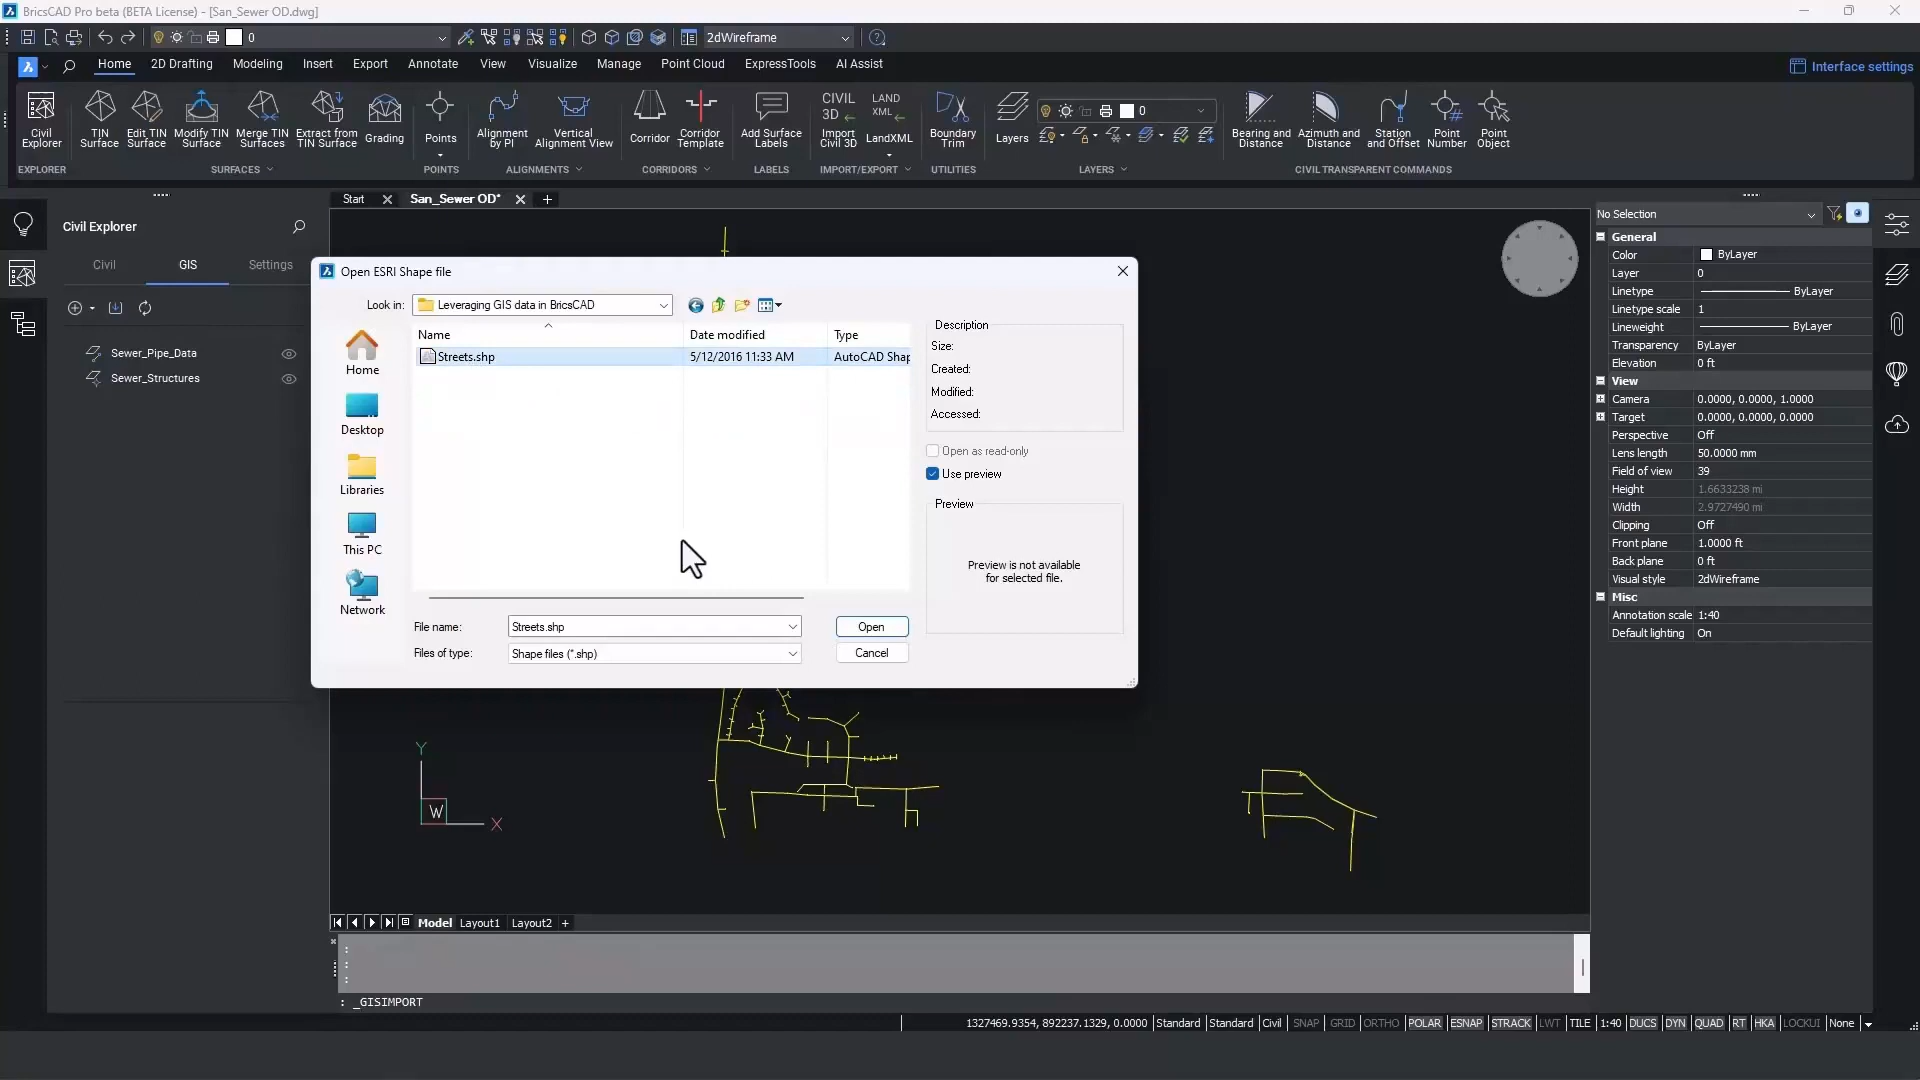 BricsCAD Pro beta (BETA License) - [San_Sewer OD.dwg]
0
2dWireframe
Home 2D Drafting Modeling Insert Export Annotate View Visualize Manage Point Cloud ExpressTools AI Assist
Interface settings
Civil Explorer
TIN Surface
Edit TIN Surface
Modify TIN Surface
Merge TIN Surfaces
Extract from TIN Surface
Grading
Points
Alignment by PI
Vertical Alignment View
Corridor
Corridor Template
Add Surface Labels
CIVIL 3D
Import Civil 3D
LAND XML
LandXML
Boundary Trim
Layers
0
Bearing and Distance
Azimuth and Distance
Station and Offset
Point Number
Point Object
EXPLORER SURFACES POINTS ALIGNMENTS CORRIDORS LABELS IMPORT/EXPORT UTILITIES LAYERS CIVIL TRANSPARENT COMMANDS
Start San_Sewer OD*
Civil Explorer
Civil GIS Settings
Sewer_Pipe_Data
Sewer_Structures
Open ESRI Shape file
Look in: Leveraging GIS data in BricsCAD
Name Date modified Type
Streets.shp 5/12/2016 11:33 AM AutoCAD Shap
Home
Desktop
Libraries
This PC
Network
Description
Size:
Created:
Modified:
Accessed:
Open as read-only
Use preview
Preview
Preview is not available
for selected file.
File name: Streets.shp Open
Files of type: Shape files (*.shp) Cancel
No Selection
General
Color ByLayer
Layer 0
Linetype ByLayer
Linetype scale 1
Lineweight ByLayer
Transparency ByLayer
Elevation 0 ft
View
Camera 0.0000, 0.0000, 1.0000
Target 0.0000, 0.0000, 0.0000
Perspective Off
Lens length 50.0000 mm
Field of view 39
Height 1.6633238 mi
Width 2.9727490 mi
Clipping Off
Front plane 1.0000 ft
Back plane 0 ft
Visual style 2dWireframe
Misc
Annotation scale 1:40
Default lighting On
Y
W
X
Model Layout1 Layout2 +
:
:
:
: _GISIMPORT
1327469.9354, 892237.1329, 0.0000 Standard Standard Civil SNAP GRID ORTHO POLAR ESNAP STRACK LWT TILE 1:40 DUCS DYN QUAD RT HKA LOCKUI None